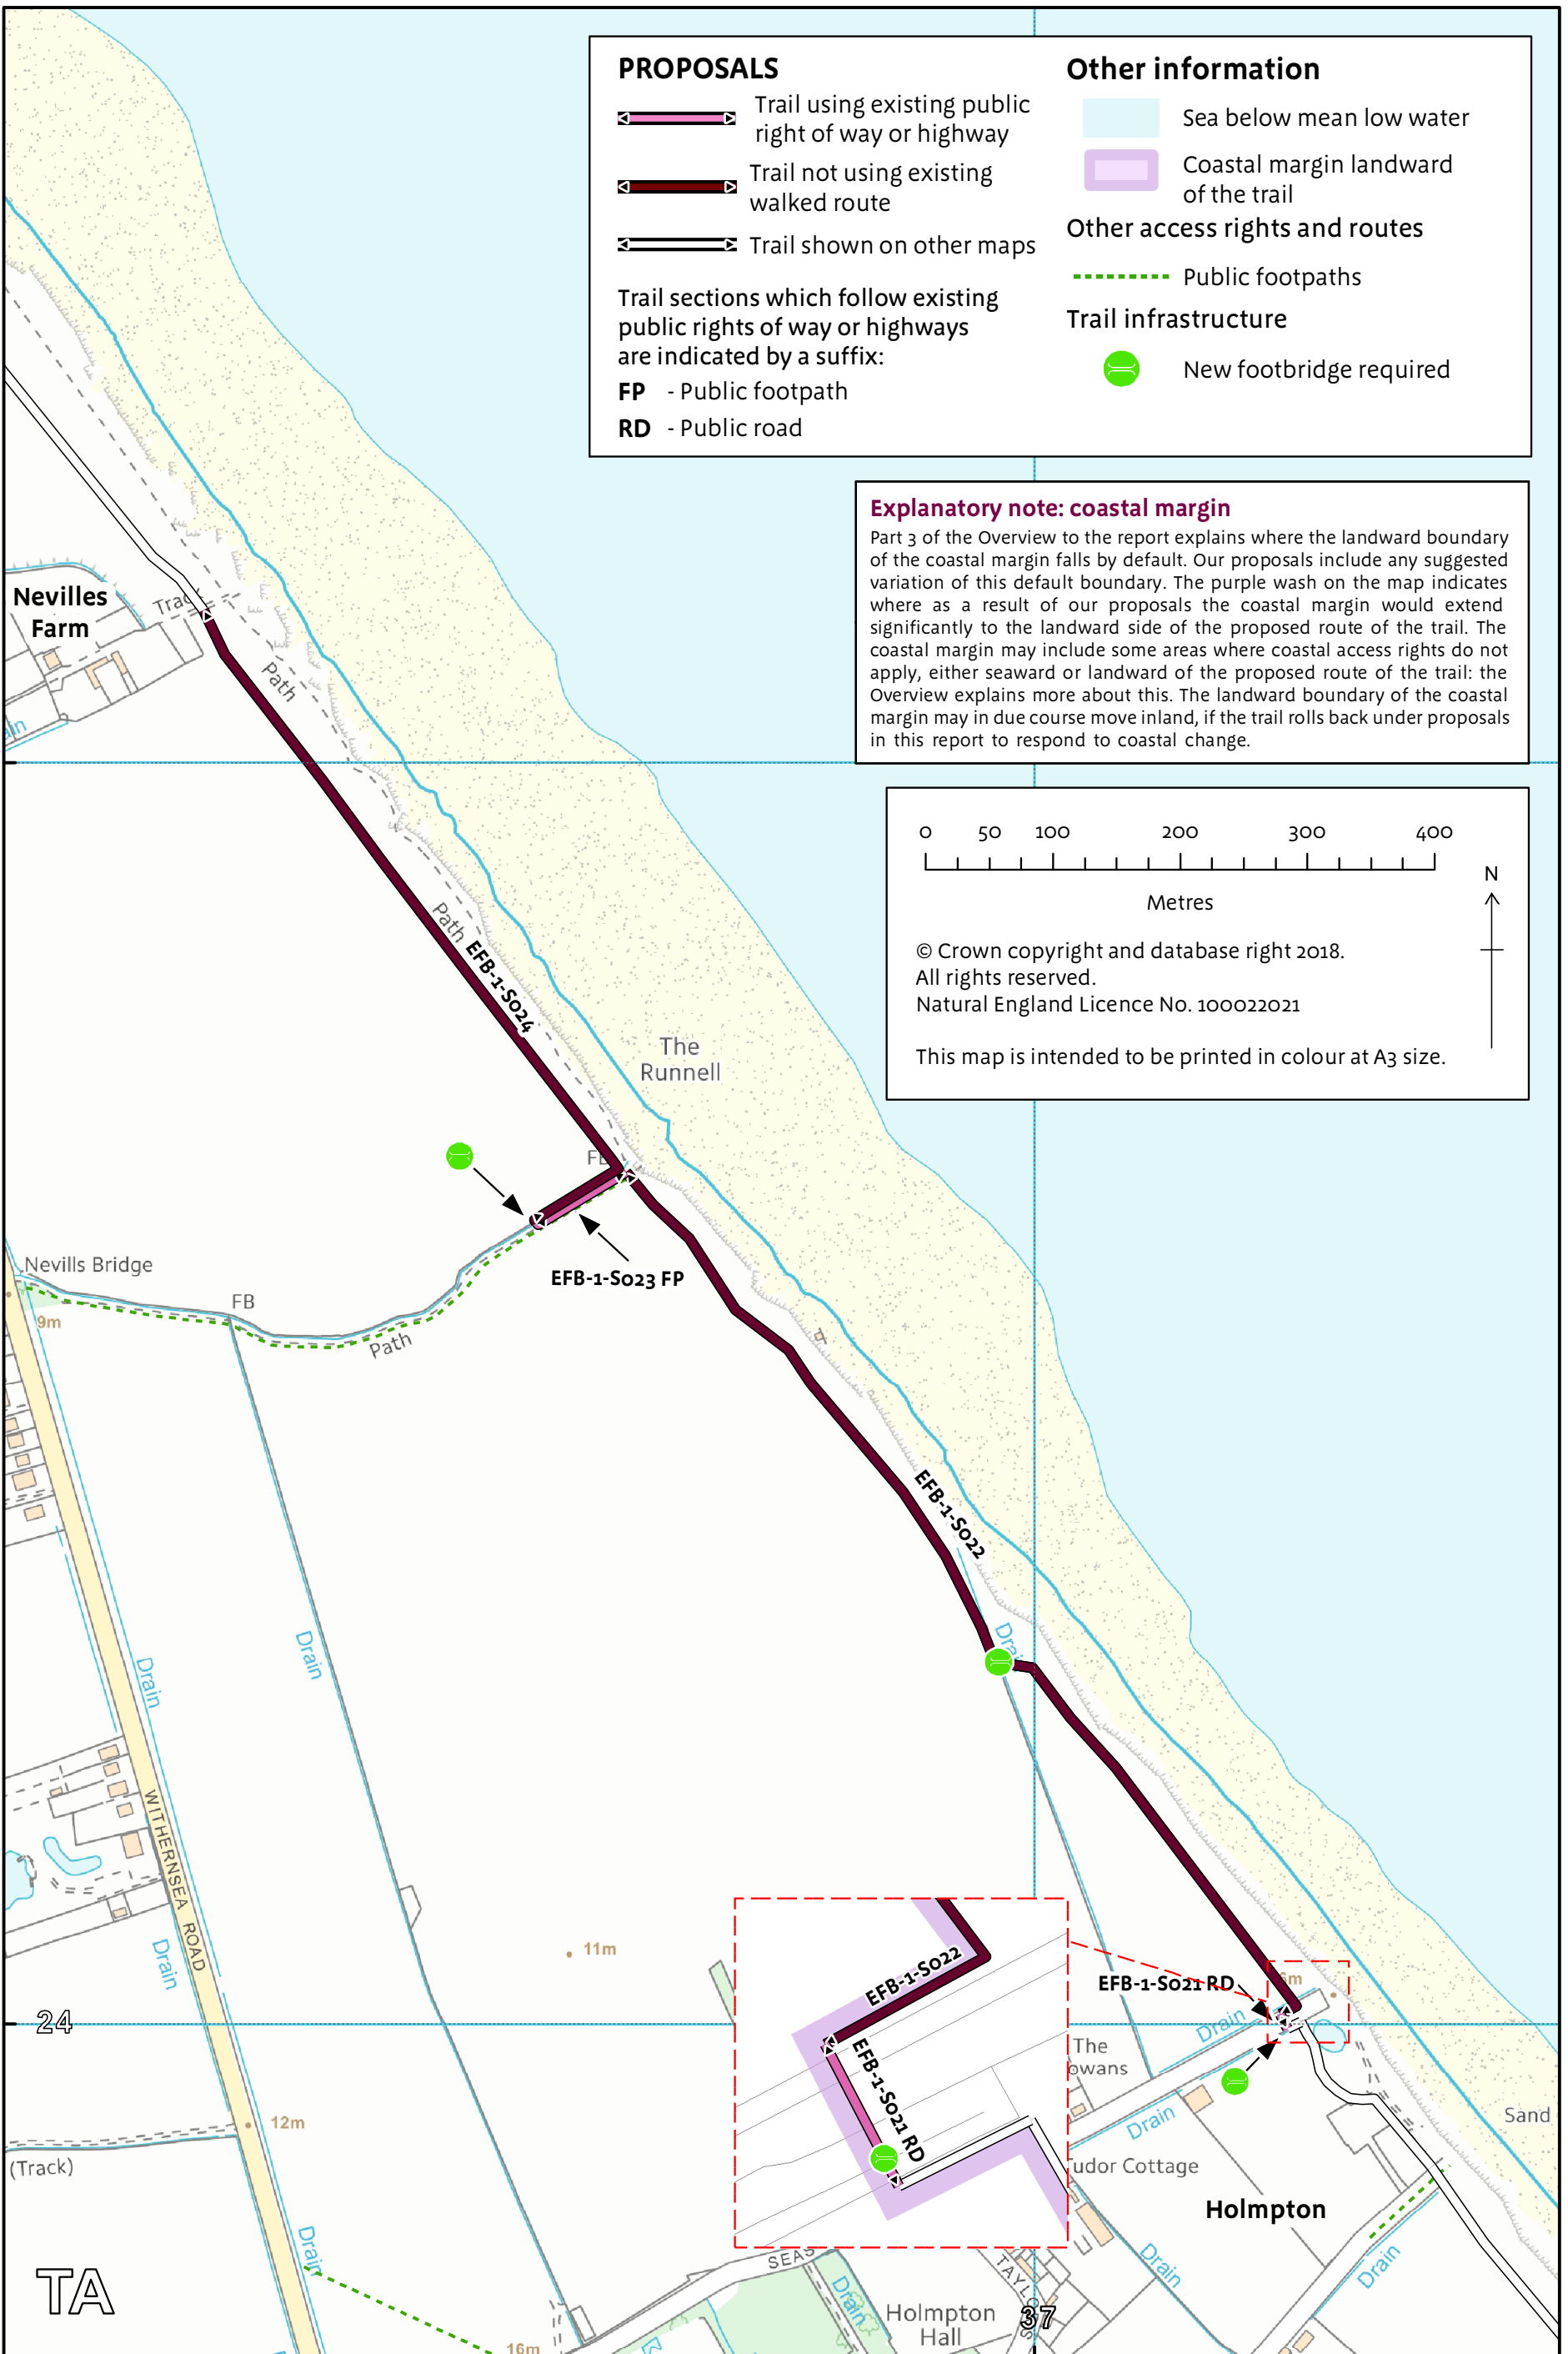 PROPOSALS
Trail using existing public
right of way or highway
Trail not using existing
walked route
Trail shown on other maps
Trail sections which follow existing
public rights of way or highways
are indicated by a suffix:
FP - Public footpath
RD - Public road
Other information
Sea below mean low water
Coastal margin landward
of the trail
Other access rights and routes
Public footpaths
Trail infrastructure
New footbridge required
Explanatory note: coastal margin
Part 3 of the Overview to the report explains where the landward boundary
of the coastal margin falls by default. Our proposals include any suggested
variation of this default boundary. The purple wash on the map indicates
where as a result of our proposals the coastal margin would extend
significantly to the landward side of the proposed route of the trail. The
coastal margin may include some areas where coastal access rights do not
apply, either seaward or landward of the proposed route of the trail: the
Overview explains more about this. The landward boundary of the coastal
margin may in due course move inland, if the trail rolls back under proposals
in this report to respond to coastal change.
0 50 100 200 300 400
Metres
N
© Crown copyright and database right 2018.
All rights reserved.
Natural England Licence No. 100022021
This map is intended to be printed in colour at A3 size.
Nevilles
Farm
Track
Path
Path
EFB-1-S024
The
Runnell
FB
EFB-1-S023 FP
Nevills Bridge
FB
9m
Path
EFB-1-S022
Drain
Drain
Drain
WITHERNSEA ROAD
Drain
11m
EFB-1-S022
EFB-1-S021 RD
EFB-1-S021 RD
Drain
24
The
owans
Drain
12m
Sand
(Track)
udor Cottage
Holmpton
Drain
Drain
Drain
TA
SEAS
Drain
TAYLO
Holmpton
Hall
37
16m